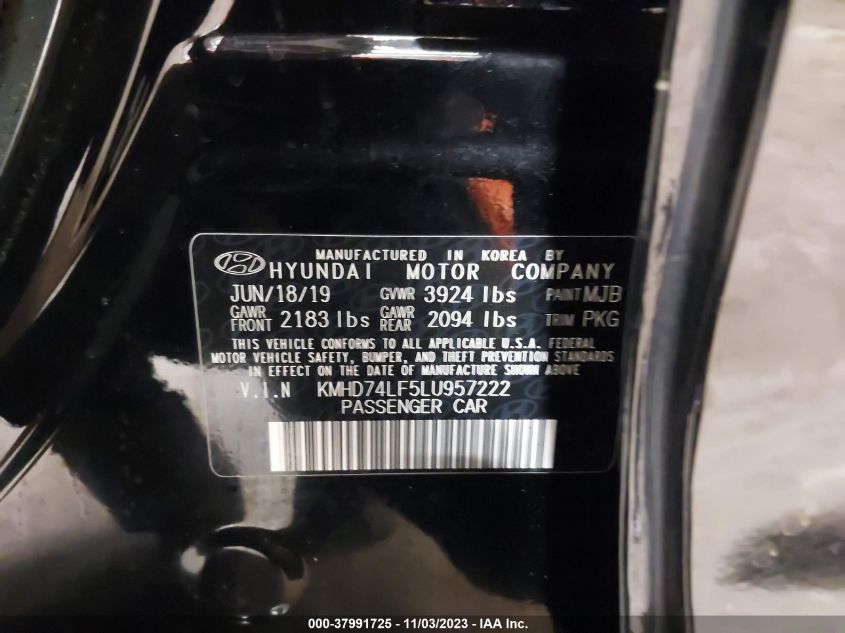 MANUFACTURED IN KOREA BY
HYUNDAI MOTOR COMPANY
JUN/18/19 GVWR 3924 lbs PAINT MJB
GAWR FRONT 2183 lbs GAWR REAR 2094 lbs TRIM PKG
THIS VEHICLE CONFORMS TO ALL APPLICABLE U.S.A. FEDERAL
MOTOR VEHICLE SAFETY, BUMPER, AND THEFT PREVENTION STANDARDS
IN EFFECT ON THE DATE OF MANUFACTURE SHOWN ABOVE
V.I.N KMHD74LF5LU957222
PASSENGER CAR
000-37991725 - 11/03/2023 - IAA Inc.